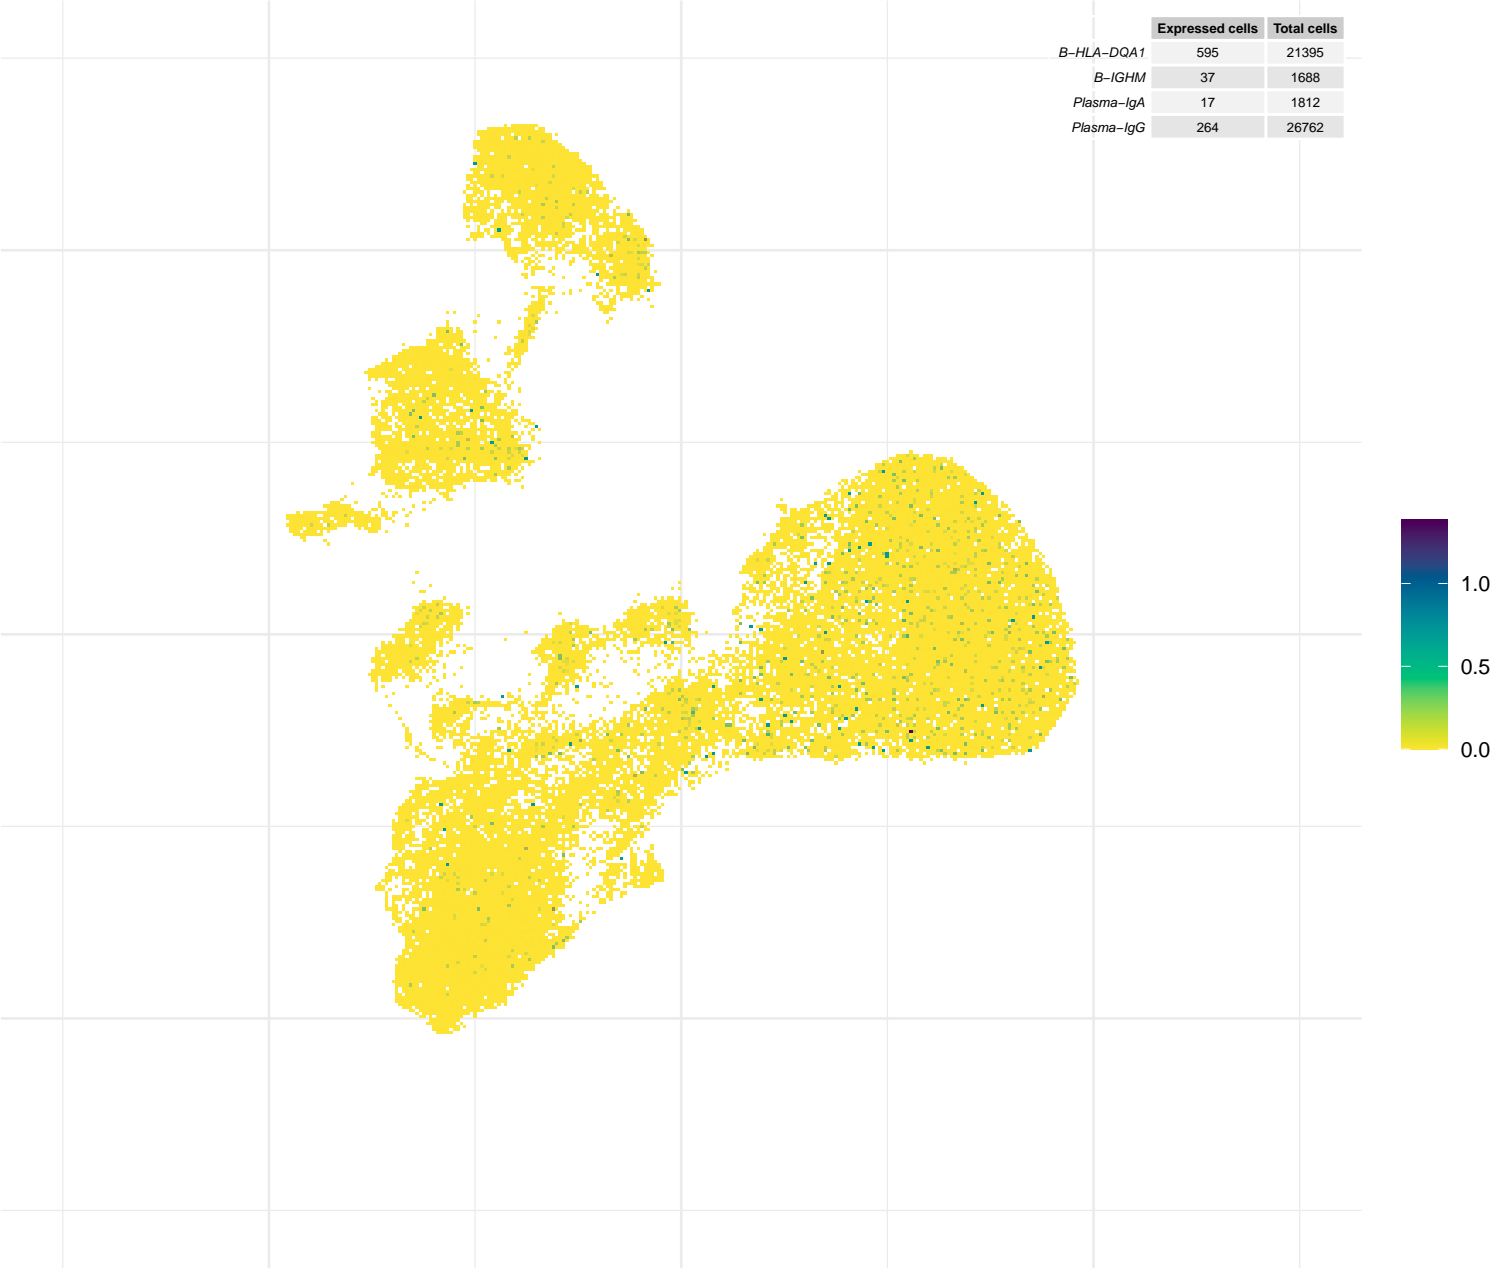 Expressed cells Total cells
B−HLA−DQA1 595 21395
B−IGHM 37 1688
Plasma−IgA 17 1812
Plasma−IgG 264 26762
1.0
0.5
0.0